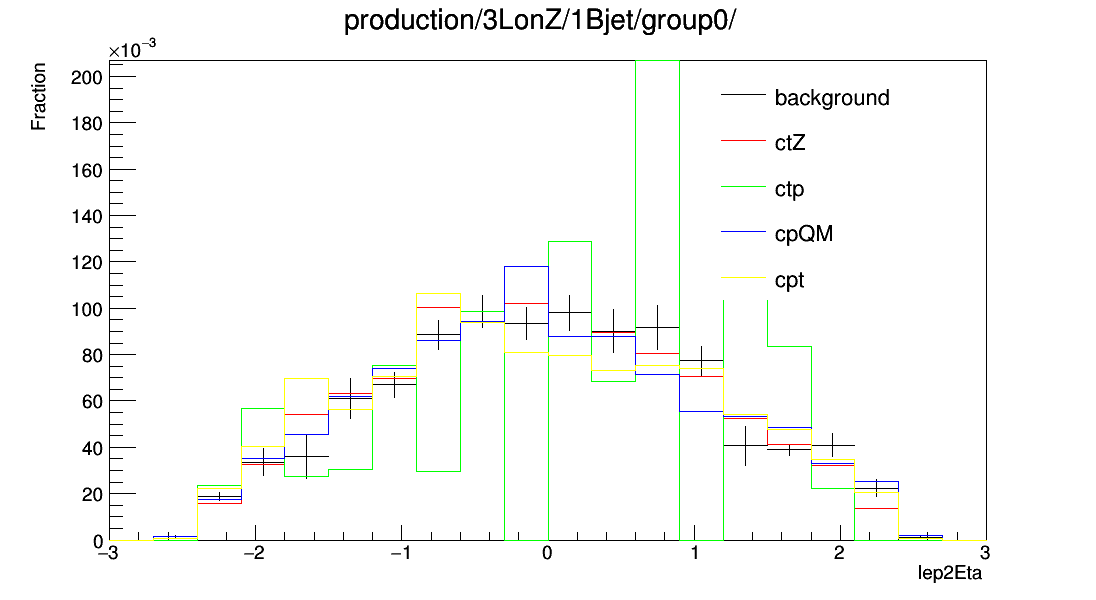 production/3LonZ/1Bjet/group0/
×10⁻³
Fraction
200
180
160
140
120
100
80
60
40
20
0
background
ctZ
ctp
cpQM
cpt
−3 −2 −1 0 1 2 3
lep2Eta